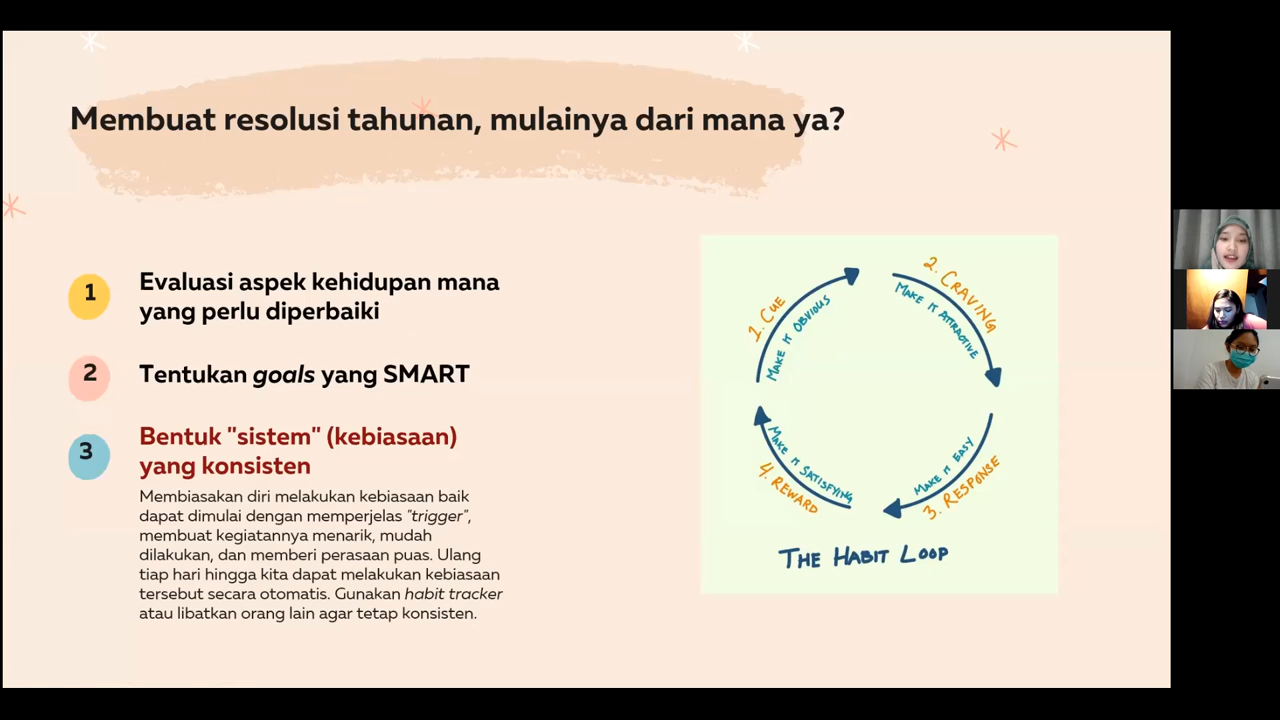 Membuat resolusi tahunan, mulainya dari mana ya?
1
Evaluasi aspek kehidupan mana
yang perlu diperbaiki
2
Tentukan goals yang SMART
3
Bentuk "sistem" (kebiasaan)
yang konsisten
Membiasakan diri melakukan kebiasaan baik
dapat dimulai dengan memperjelas "trigger",
membuat kegiatannya menarik, mudah
dilakukan, dan memberi perasaan puas. Ulang
tiap hari hingga kita dapat melakukan kebiasaan
tersebut secara otomatis. Gunakan habit tracker
atau libatkan orang lain agar tetap konsisten.
1. CUE
MAKE IT OBVIOUS
2. CRAVING
MAKE IT ATTRACTIVE
3. RESPONSE
MAKE IT EASY
4. REWARD
MAKE IT SATISFYING
THE HABIT LOOP